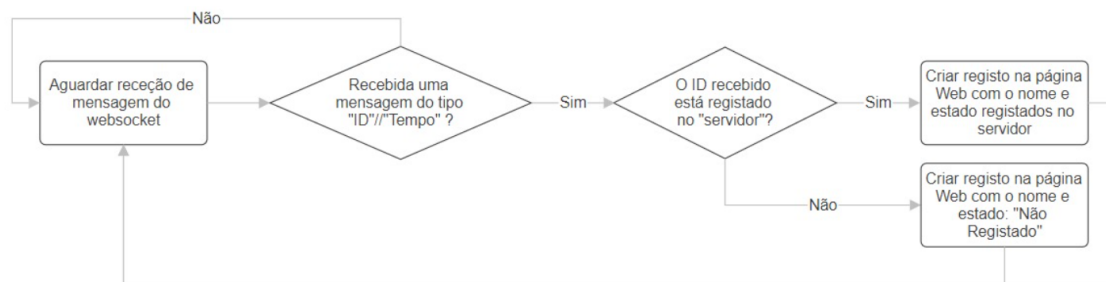 Não
Aguardar receção de
mensagem do
websocket
Recebida uma
mensagem do tipo
"ID"//"Tempo" ?
Sim
O ID recebido
está registado
no "servidor"?
Sim
Criar registo na página
Web com o nome e
estado registados no
servidor
Não
Criar registo na página
Web com o nome e
estado: "Não
Registado"